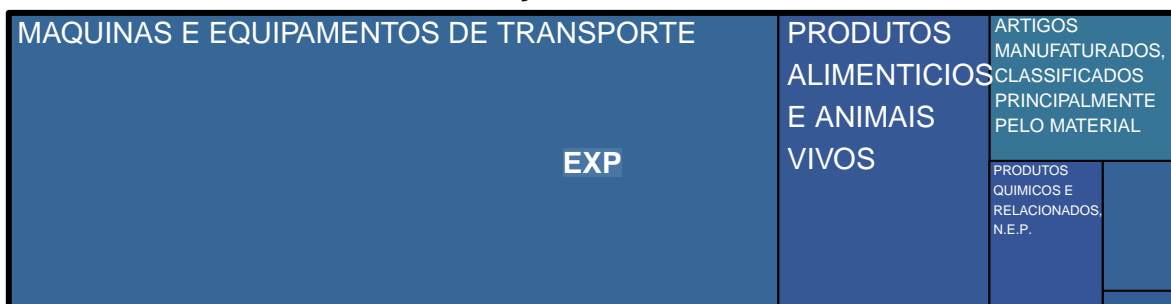 MAQUINAS E EQUIPAMENTOS DE TRANSPORTE
EXP
PRODUTOS
ALIMENTICIOS
E ANIMAIS
VIVOS
ARTIGOS
MANUFATURADOS,
CLASSIFICADOS
PRINCIPALMENTE
PELO MATERIAL
PRODUTOS
QUIMICOS E
RELACIONADOS,
N.E.P.